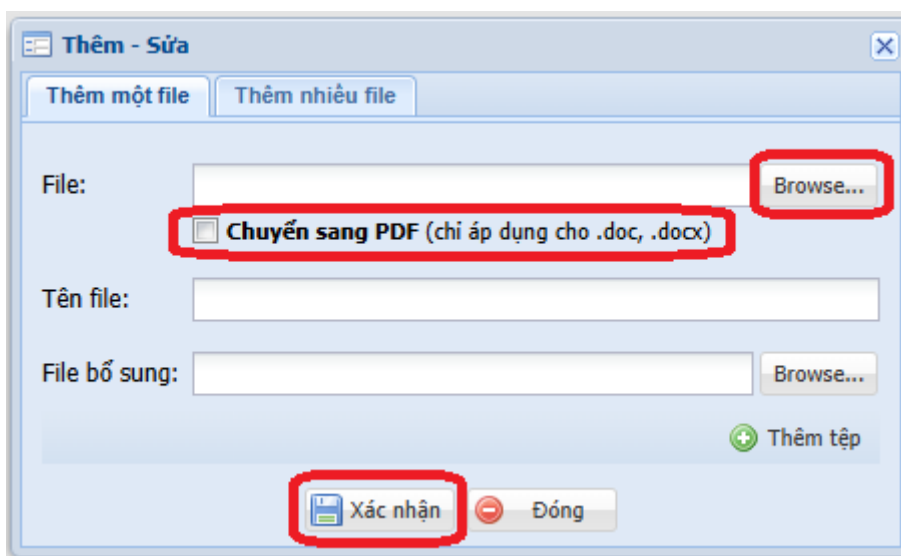 Thêm - Sửa
Thêm một file Thêm nhiều file
File: Browse...
Chuyển sang PDF (chỉ áp dụng cho .doc, .docx)
Tên file:
File bổ sung: Browse...
Thêm tệp
Xác nhận Đóng